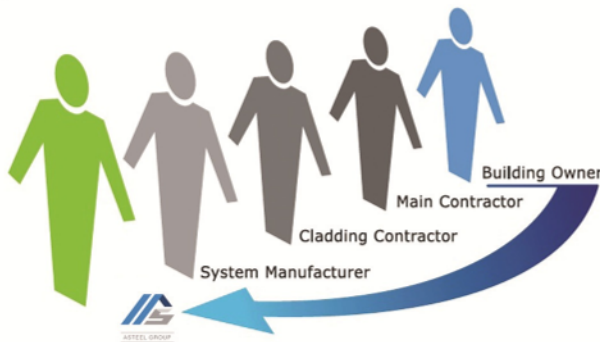 Building Owner
Main Contractor
Cladding Contractor
System Manufacturer
ASTEEL GROUP